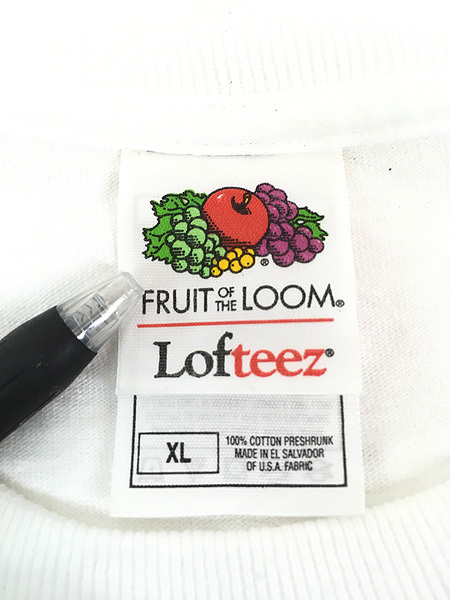 FRUIT OF THE LOOM®
Lofteez®
XL
100% COTTON PRESHRUNK
MADE IN EL SALVADOR
OF U.S.A. FABRIC